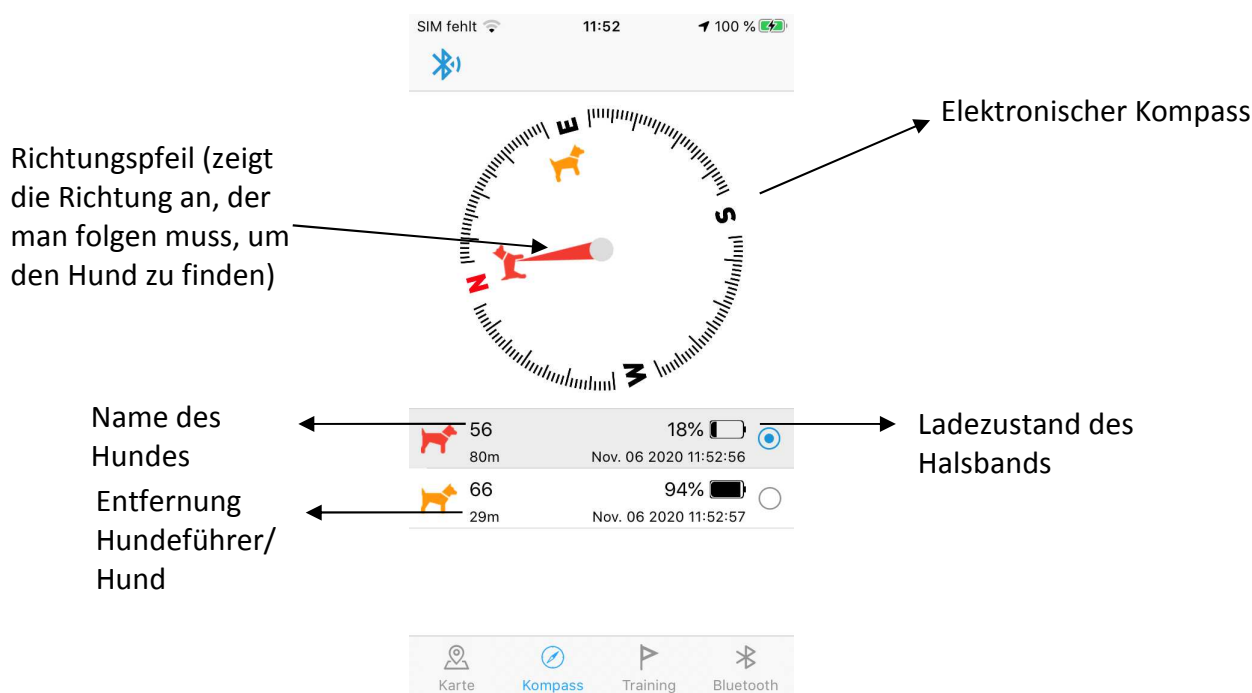 SIM fehlt 11:52 100 %
E
S
N
W
Elektronischer Kompass
Richtungspfeil (zeigt
die Richtung an, der
man folgen muss, um
den Hund zu finden)
Name des
Hundes
Entfernung
Hundeführer/
Hund
56 18%
80m Nov. 06 2020 11:52:56
66 94%
29m Nov. 06 2020 11:52:57
Ladezustand des
Halsbands
Karte Kompass Training Bluetooth